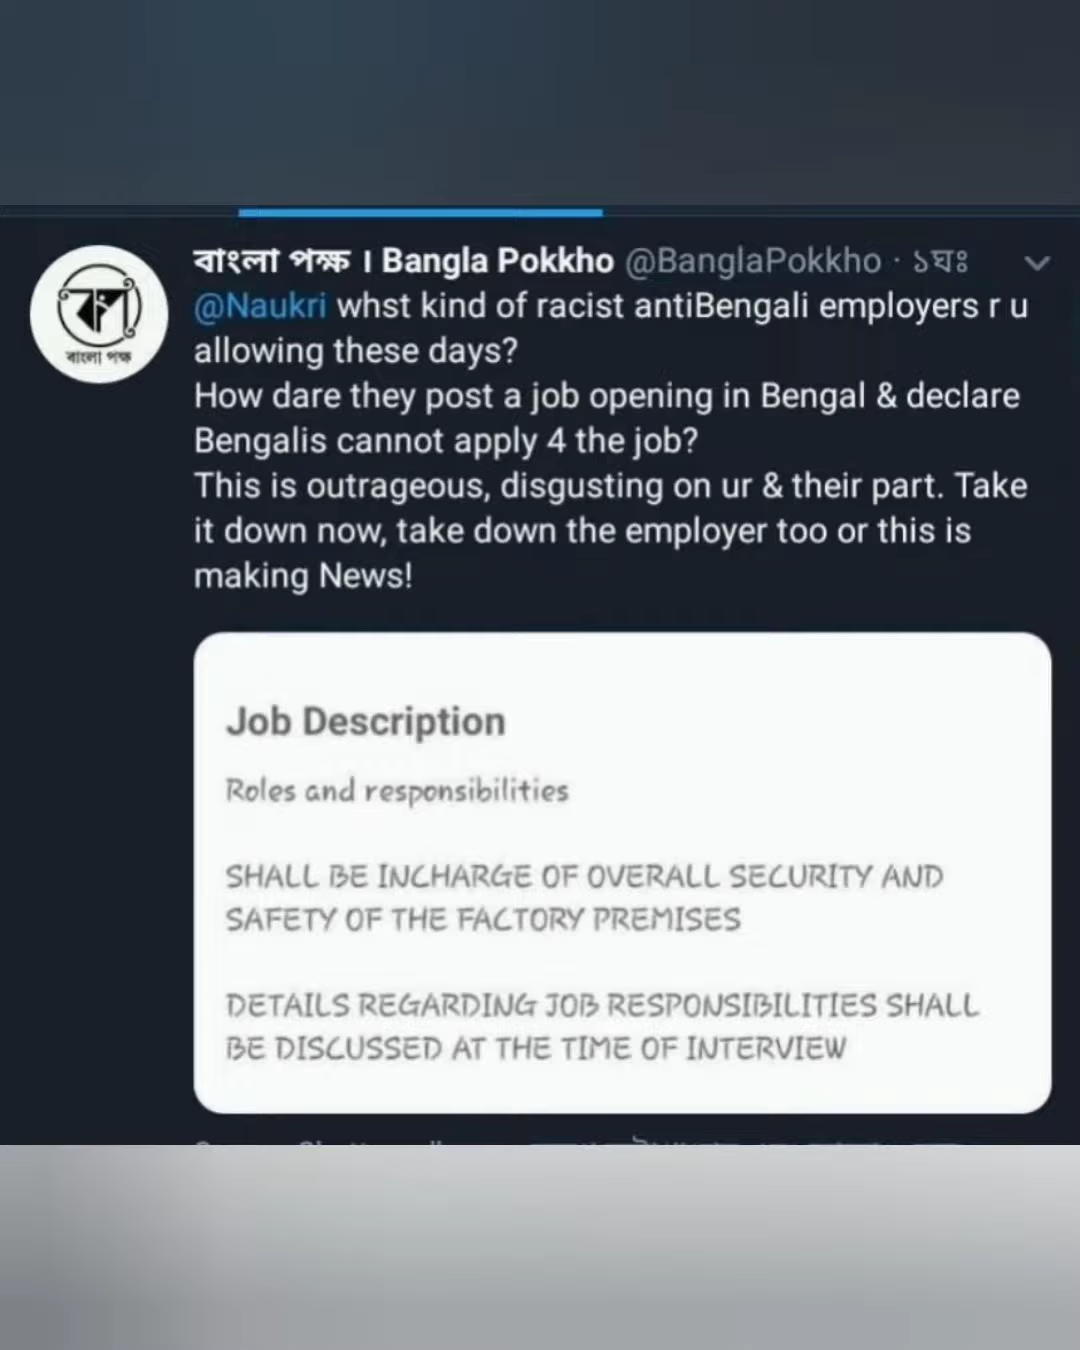 বাংলা পক্ষ । Bangla Pokkho @BanglaPokkho · ১ঘঃ
@Naukri whst kind of racist antiBengali employers r u
allowing these days?
How dare they post a job opening in Bengal & declare
Bengalis cannot apply 4 the job?
This is outrageous, disgusting on ur & their part. Take
it down now, take down the employer too or this is
making News!
বাংলা পক্ষ
Job Description
Roles and responsibilities
SHALL BE INCHARGE OF OVERALL SECURITY AND
SAFETY OF THE FACTORY PREMISES
DETAILS REGARDING JOB RESPONSIBILITIES SHALL
BE DISCUSSED AT THE TIME OF INTERVIEW